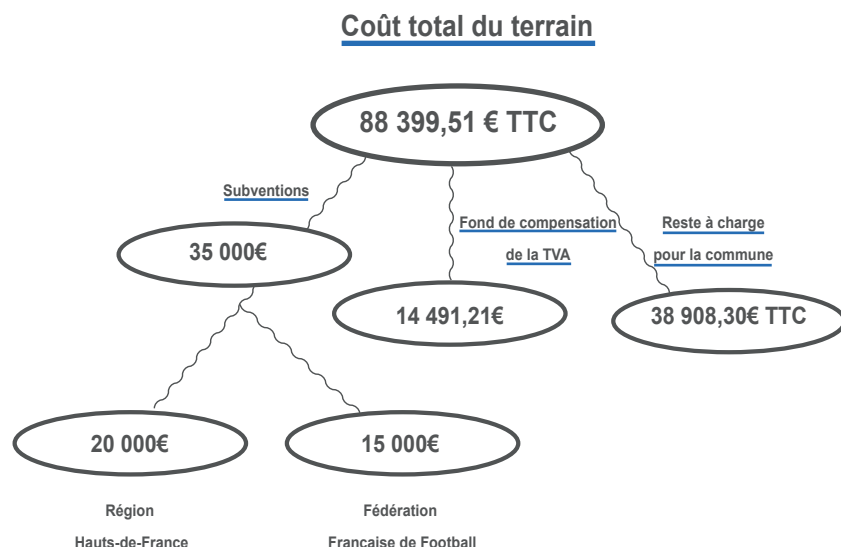 Coût total du terrain
88 399,51 € TTC
Subventions
35 000€
Fond de compensation
de la TVA
14 491,21€
Reste à charge
pour la commune
38 908,30€ TTC
20 000€
Région
Hauts-de-France
15 000€
Fédération
Française de Football